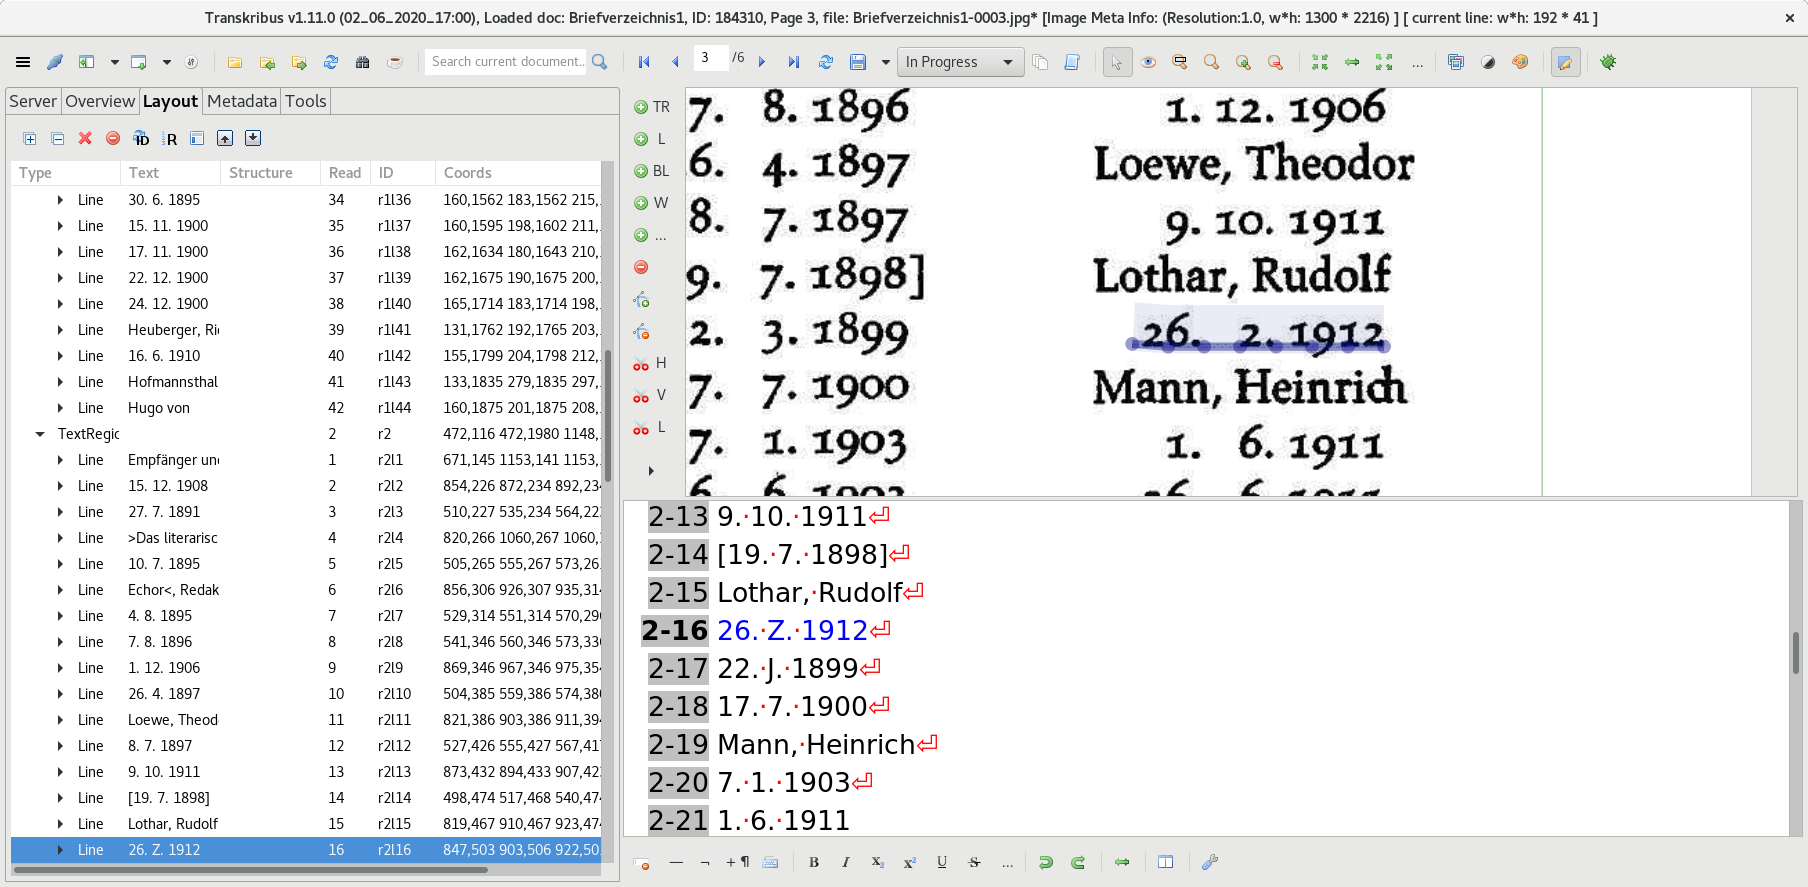 Transkribus v1.11.0 (02_06_2020_17:00), Loaded doc: Briefverzeichnis1, ID: 184310, Page 3, file: Briefverzeichnis1-0003.jpg* [Image Meta Info: (Resolution:1.0, w*h: 1300 * 2216) ] [ current line: w*h: 192 * 41 ]
Search current document...
3 /6
In Progress
Server Overview Layout Metadata Tools
Type Text Structure Read ID Coords
Line 30. 6. 1895 34 r1l36 160,1562 183,1562 215,
Line 15. 11. 1900 35 r1l37 160,1595 198,1602 211,
Line 17. 11. 1900 36 r1l38 162,1634 180,1643 210,
Line 22. 12. 1900 37 r1l39 162,1675 190,1675 200,
Line 24. 12. 1900 38 r1l40 165,1714 183,1714 198,
Line Heuberger, Ri 39 r1l41 131,1762 192,1765 203,
Line 16. 6. 1910 40 r1l42 155,1799 204,1798 212,
Line Hofmannsthal 41 r1l43 133,1835 279,1835 297,
Line Hugo von 42 r1l44 160,1875 201,1875 208,
TextRegi 2 r2 472,116 472,1980 1148,
Line Empfänger un 1 r2l1 671,145 1153,141 1153,
Line 15. 12. 1908 2 r2l2 854,226 872,234 892,234
Line 27. 7. 1891 3 r2l3 510,227 535,234 564,22
Line >Das literarisc 4 r2l4 820,266 1060,267 1060,
Line 10. 7. 1895 5 r2l5 505,265 555,267 573,26
Line Echor<, Redak 6 r2l6 856,306 926,307 935,314
Line 4. 8. 1895 7 r2l7 529,314 551,314 570,29
Line 7. 8. 1896 8 r2l8 541,346 560,346 573,33
Line 1. 12. 1906 9 r2l9 869,346 967,346 975,354
Line 26. 4. 1897 10 r2l10 504,385 559,386 574,38
Line Loewe, Theod 11 r2l11 821,386 903,386 911,394
Line 8. 7. 1897 12 r2l12 527,426 555,427 567,41
Line 9. 10. 1911 13 r2l13 873,432 894,433 907,42
Line [19. 7. 1898] 14 r2l14 498,474 517,468 540,474
Line Lothar, Rudolf 15 r2l15 819,467 910,467 923,474
Line 26. Z. 1912 16 r2l16 847,503 903,506 922,50
TR
L
BL
W
...
H
V
L
7. 8. 1896 1. 12. 1906
6. 4. 1897 Loewe, Theodor
8. 7. 1897 9. 10. 1911
9. 7. 1898] Lothar, Rudolf
2. 3. 1899 26. 2. 1912
7. 7. 1900 Mann, Heinrich
7. 1. 1903 1. 6. 1911
2-13 9. 10. 1911
2-14 [19. 7. 1898]
2-15 Lothar, Rudolf
2-16 26. Z. 1912
2-17 22. J. 1899
2-18 17. 7. 1900
2-19 Mann, Heinrich
2-20 7. 1. 1903
2-21 1. 6. 1911